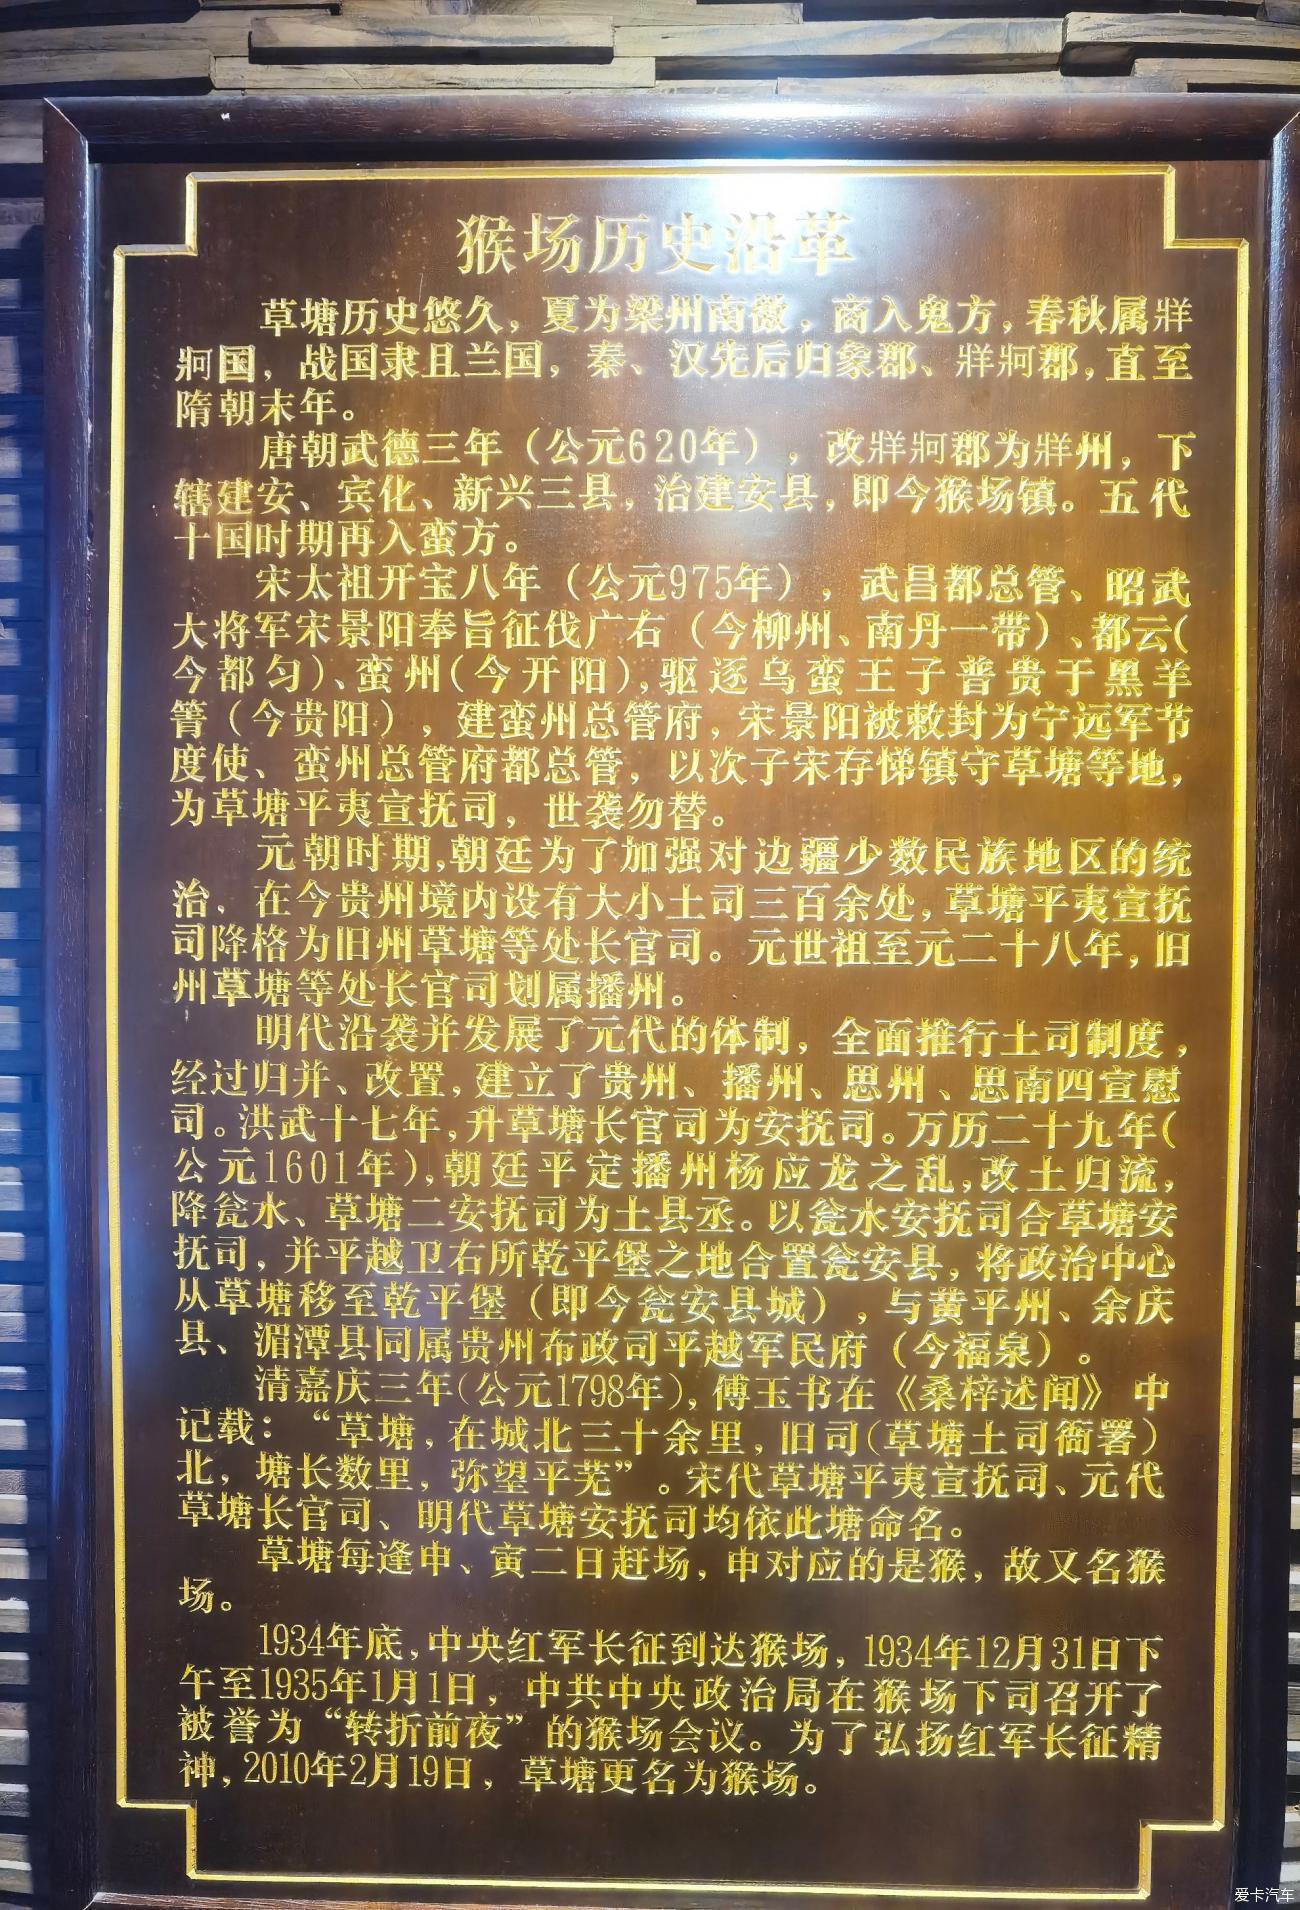 猴场历史沿革
草塘历史悠久，夏为梁州南徼，商入鬼方，春秋属牂
牁国，战国隶且兰国，秦、汉先后归象郡、牂牁郡，直至
隋朝末年。
唐朝武德三年（公元620年），改牂牁郡为牂州，下
辖建安、宾化、新兴三县，治建安县，即今猴场镇。五代
十国时期再入蛮方。
宋太祖开宝八年（公元975年），武昌都总管、昭武
大将军宋景阳奉旨征伐广右（今柳州、南丹一带）、都云(
今都匀)、蛮州(今开阳)，驱逐乌蛮王子普贵于黑羊
箐（今贵阳），建蛮州总管府，宋景阳被敕封为宁远军节
度使、蛮州总管府都总管，以次子宋存悌镇守草塘等地，
为草塘平夷宣抚司，世袭勿替。
元朝时期，朝廷为了加强对边疆少数民族地区的统
治，在今贵州境内设有大小土司三百余处，草塘平夷宣抚
司降格为旧州草塘等处长官司。元世祖至元二十八年，旧
州草塘等处长官司划属播州。
明代沿袭并发展了元代的体制，全面推行土司制度，
经过归并、改置，建立了贵州、播州、思州、思南四宣慰
司。洪武十七年，升草塘长官司为安抚司。万历二十九年(
公元1601年)，朝廷平定播州杨应龙之乱，改土归流，
降瓮水、草塘二安抚司为土县丞。以瓮水安抚司合草塘安
抚司，并平越卫右所乾平堡之地合置瓮安县，将政治中心
从草塘移至乾平堡（即今瓮安县城），与黄平州、余庆
县、湄潭县同属贵州布政司平越军民府（今福泉）。
清嘉庆三年(公元1798年)，傅玉书在《桑梓述闻》中
记载：“草塘，在城北三十余里，旧司(草塘土司衙署)
北，塘长数里，弥望平芜”。宋代草塘平夷宣抚司、元代
草塘长官司、明代草塘安抚司均依此塘命名。
草塘每逢申、寅二日赶场，申对应的是猴，故又名猴
场。
1934年底，中央红军长征到达猴场，1934年12月31日下
午至1935年1月1日，中共中央政治局在猴场下司召开了
被誉为“转折前夜”的猴场会议。为了弘扬红军长征精
神，2010年2月19日，草塘更名为猴场。
爱卡汽车